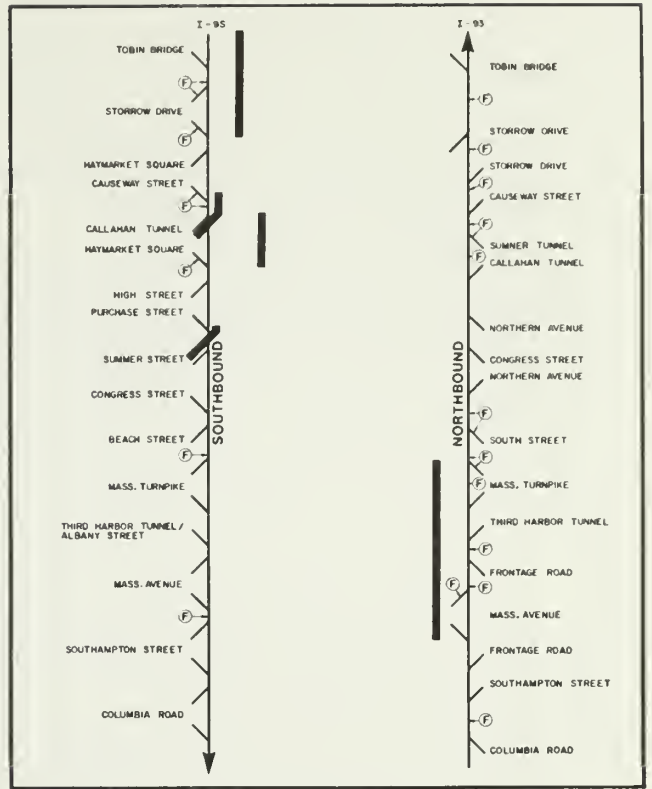 I-95
TOBIN BRIDGE
F
STORROW DRIVE
F
HAYMARKET SQUARE
CAUSEWAY STREET
F
CALLAHAN TUNNEL
HAYMARKET SQUARE
F
HIGH STREET
PURCHASE STREET
SUMMER STREET
CONGRESS STREET
BEACH STREET
F
MASS. TURNPIKE
THIRD HARBOR TUNNEL/
ALBANY STREET
MASS. AVENUE
F
SOUTHAMPTON STREET
COLUMBIA ROAD
SOUTHBOUND
I-93
TOBIN BRIDGE
F
STORROW DRIVE
F
STORROW DRIVE
F
CAUSEWAY STREET
F
SUMNER TUNNEL
F
CALLAHAN TUNNEL
NORTHERN AVENUE
CONGRESS STREET
NORTHERN AVENUE
F
SOUTH STREET
F
F
MASS. TURNPIKE
THIRD HARBOR TUNNEL
F
FRONTAGE ROAD
F
F
MASS. AVENUE
FRONTAGE ROAD
SOUTHAMPTON STREET
F
COLUMBIA ROAD
NORTHBOUND